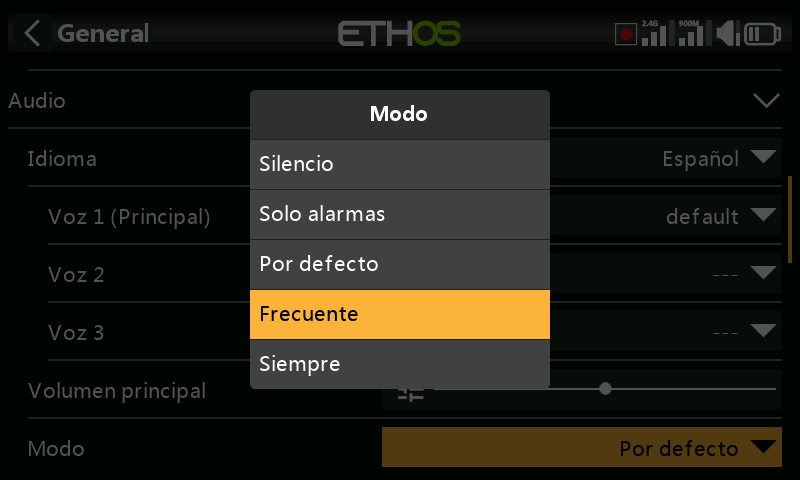 General
ETHOS
2.4G
900M
Audio
Modo
Idioma
Silencio
Español
Voz 1 (Principal)
Solo alarmas
default
Voz 2
Por defecto
---
Voz 3
Frecuente
---
Siempre
Volumen principal
Modo
Por defecto